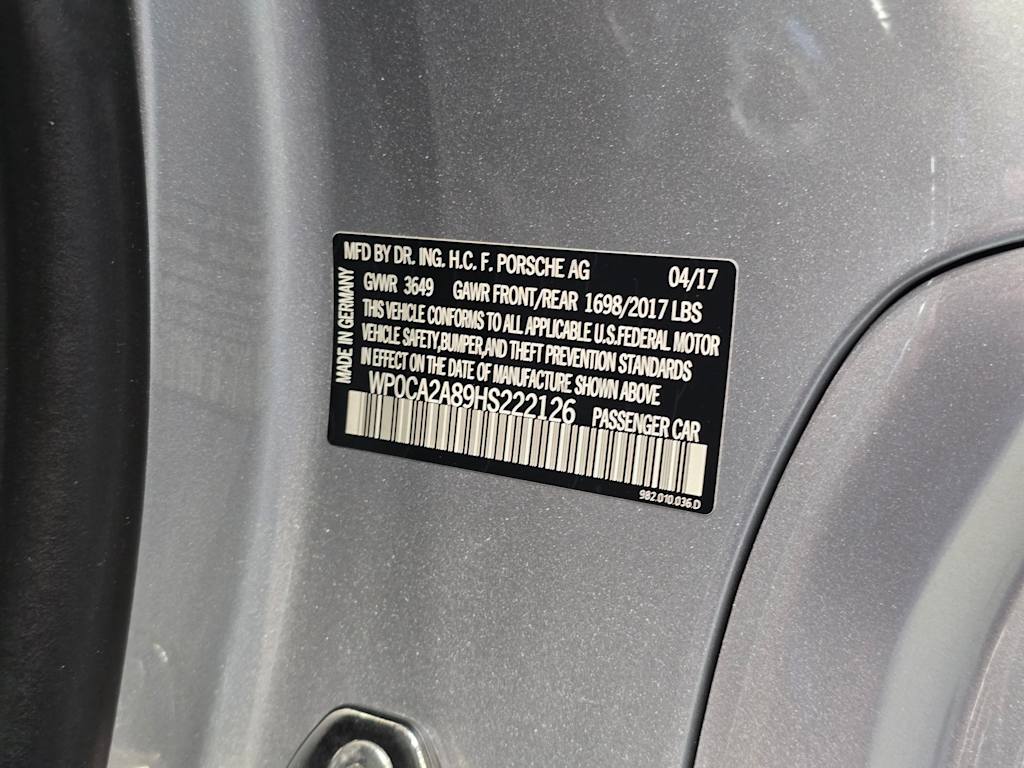 MFD BY DR. ING. H.C. F. PORSCHE AG 04/17
GVWR 3649 GAWR FRONT/REAR 1698/2017 LBS
THIS VEHICLE CONFORMS TO ALL APPLICABLE U.S.FEDERAL MOTOR
VEHICLE SAFETY,BUMPER,AND THEFT PREVENTION STANDARDS
IN EFFECT ON THE DATE OF MANUFACTURE SHOWN ABOVE
WP0CA2A89HS222126 PASSENGER CAR
982.010.036.D
MADE IN GERMANY